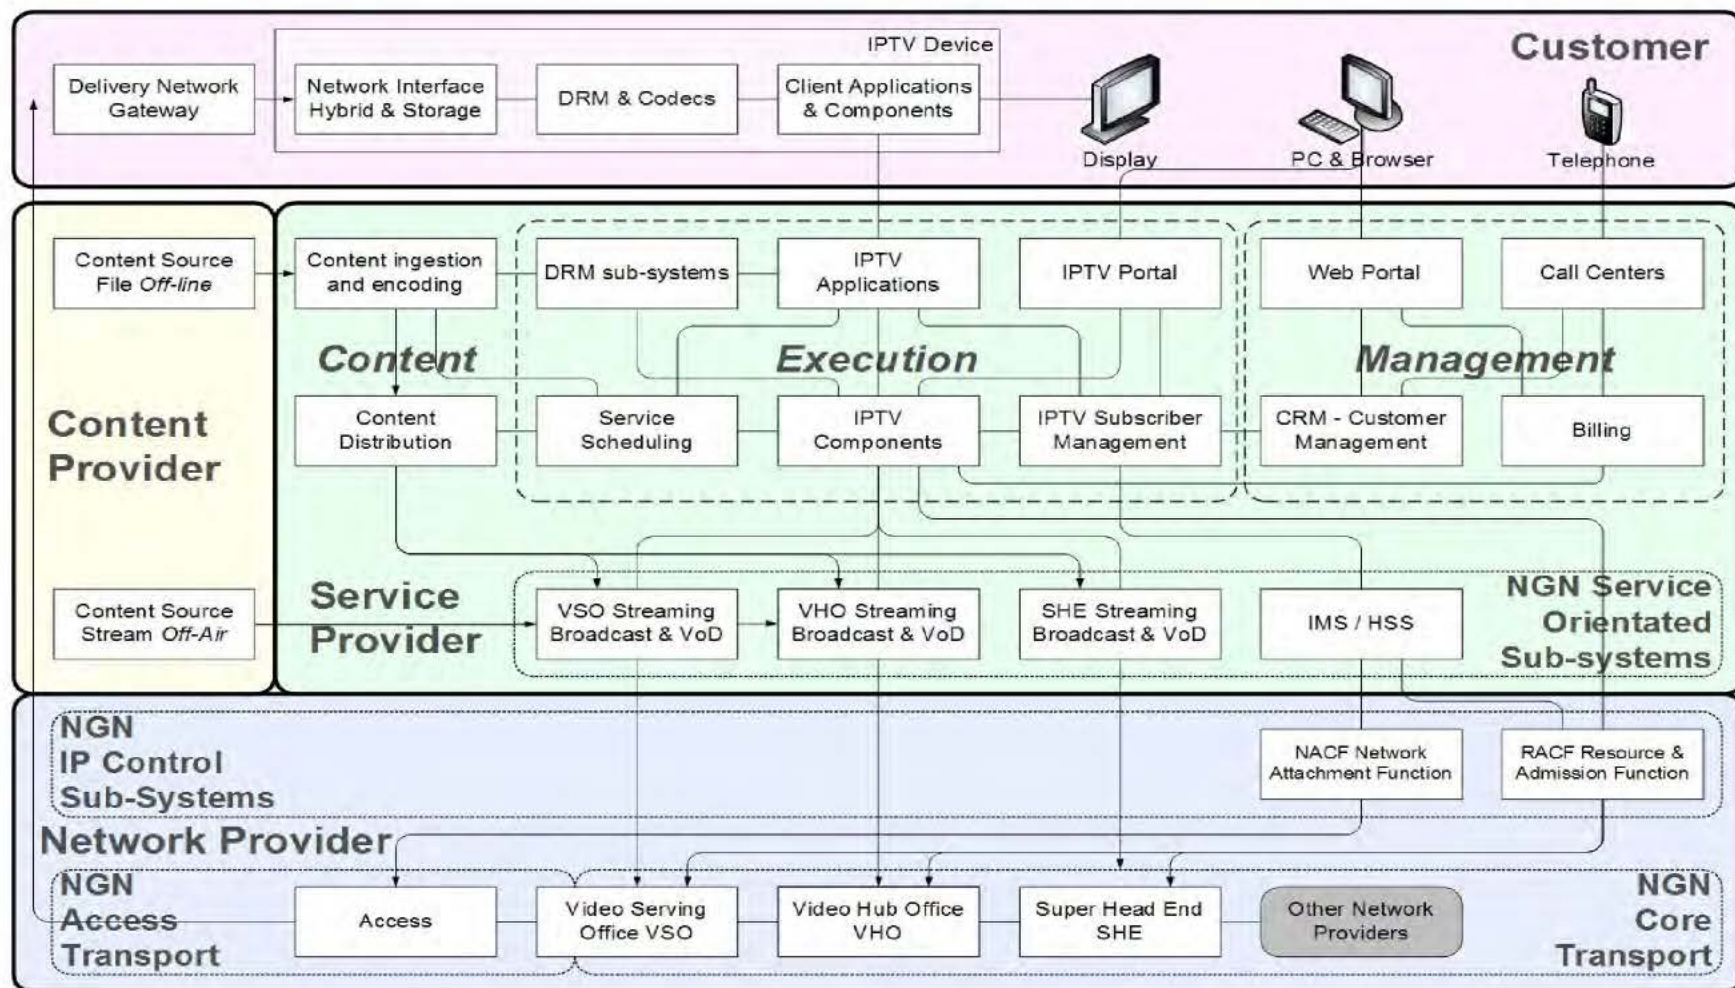 IPTV Device
Customer
Delivery Network
Gateway
Network Interface
Hybrid & Storage
DRM & Codecs
Client Applications
& Components
Display
PC & Browser
Telephone
Content Source
File Off-line
Content ingestion
and encoding
DRM sub-systems
IPTV
Applications
IPTV Portal
Web Portal
Call Centers
Content
Execution
Management
Content
Provider
Content
Distribution
Service
Scheduling
IPTV
Components
IPTV Subscriber
Management
CRM - Customer
Management
Billing
Content Source
Stream Off-Air
Service
Provider
VSO Streaming
Broadcast & VoD
VHO Streaming
Broadcast & VoD
SHE Streaming
Broadcast & VoD
IMS / HSS
NGN Service
Orientated
Sub-systems
NGN
IP Control
Sub-Systems
NACF Network
Attachment Function
RACF Resource &
Admission Function
Network Provider
NGN
Access
Transport
Access
Video Serving
Office VSO
Video Hub Office
VHO
Super Head End
SHE
Other Network
Providers
NGN
Core
Transport